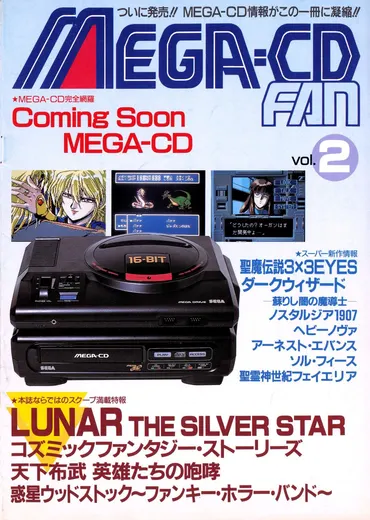 ついに発売!! MEGA-CD情報がこの一冊に凝縮!!
MEGA-CD
FAN
★MEGA-CD完全網羅
Coming Soon
MEGA-CD
vol.2
★スーパー新作情報
聖魔伝説3×3EYES
ダークウィザード
─蘇りし闇の魔導士─
ノスタルジア1907
ヘビーノヴァ
アーネスト・エバンス
ソル・フィース
聖霊神世紀フェイエリア
16-BIT
MEGA DRIVE
SEGA
MEGA-CD
SEGA
★本誌ならではのスクープ満載特報
LUNAR THE SILVER STAR
コズミックファンタジー・ストーリーズ
天下布武 英雄たちの咆哮
惑星ウッドストック～ファンキー・ホラー・バンド～